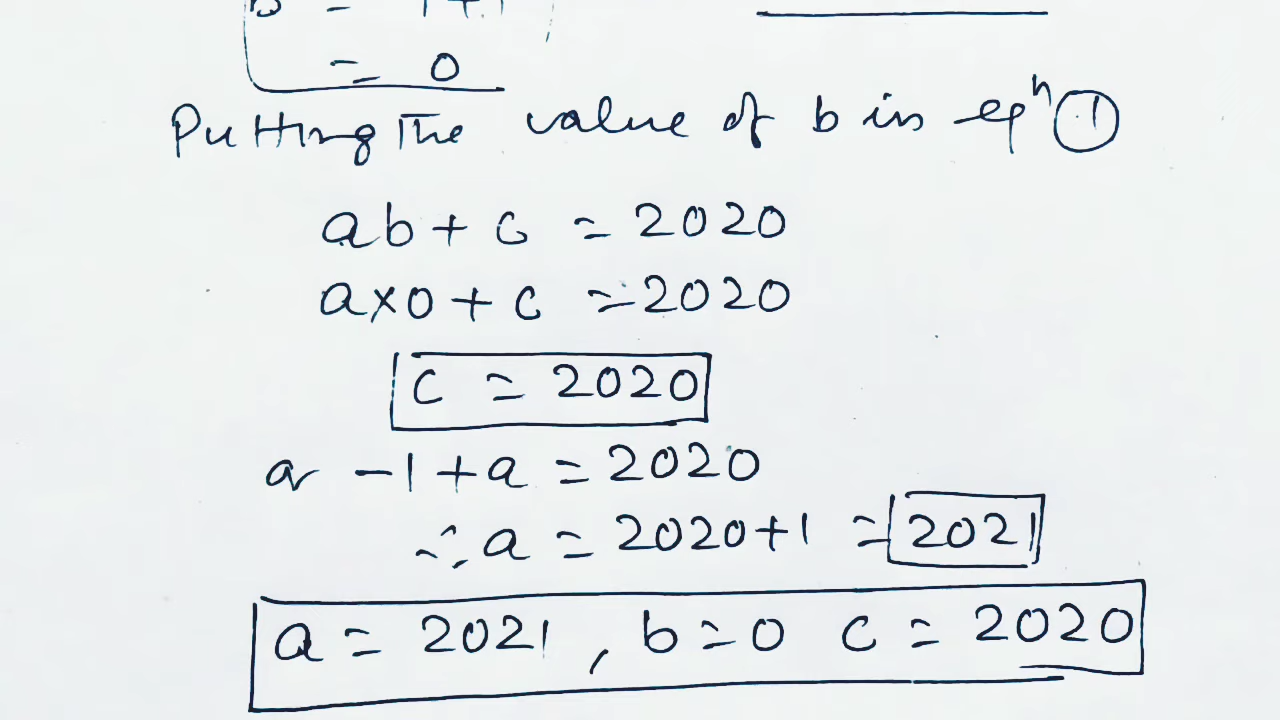 = 0
Putting The value of b in eqⁿ ①
ab + c = 2020
a×0 + c = 2020
c = 2020
or -1 + a = 2020
∴ a = 2020+1 = 2021
a = 2021, b = 0 c = 2020